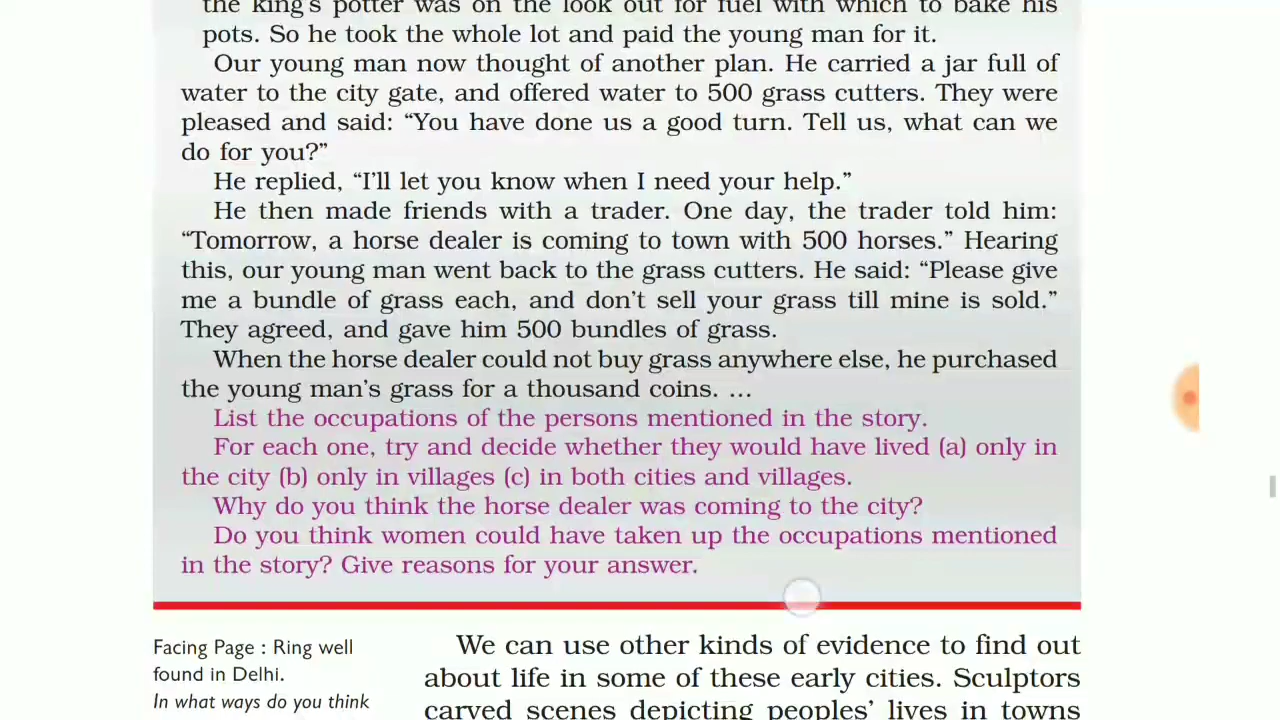 the king's potter was on the look out for fuel with which to bake his
pots. So he took the whole lot and paid the young man for it.
Our young man now thought of another plan. He carried a jar full of
water to the city gate, and offered water to 500 grass cutters. They were
pleased and said: “You have done us a good turn. Tell us, what can we
do for you?”
He replied, “I'll let you know when I need your help.”
He then made friends with a trader. One day, the trader told him:
“Tomorrow, a horse dealer is coming to town with 500 horses.” Hearing
this, our young man went back to the grass cutters. He said: “Please give
me a bundle of grass each, and don't sell your grass till mine is sold.”
They agreed, and gave him 500 bundles of grass.
When the horse dealer could not buy grass anywhere else, he purchased
the young man's grass for a thousand coins. ...
List the occupations of the persons mentioned in the story.
For each one, try and decide whether they would have lived (a) only in
the city (b) only in villages (c) in both cities and villages.
Why do you think the horse dealer was coming to the city?
Do you think women could have taken up the occupations mentioned
in the story? Give reasons for your answer.
Facing Page : Ring well
found in Delhi.
In what ways do you think
We can use other kinds of evidence to find out
about life in some of these early cities. Sculptors
carved scenes depicting peoples' lives in towns